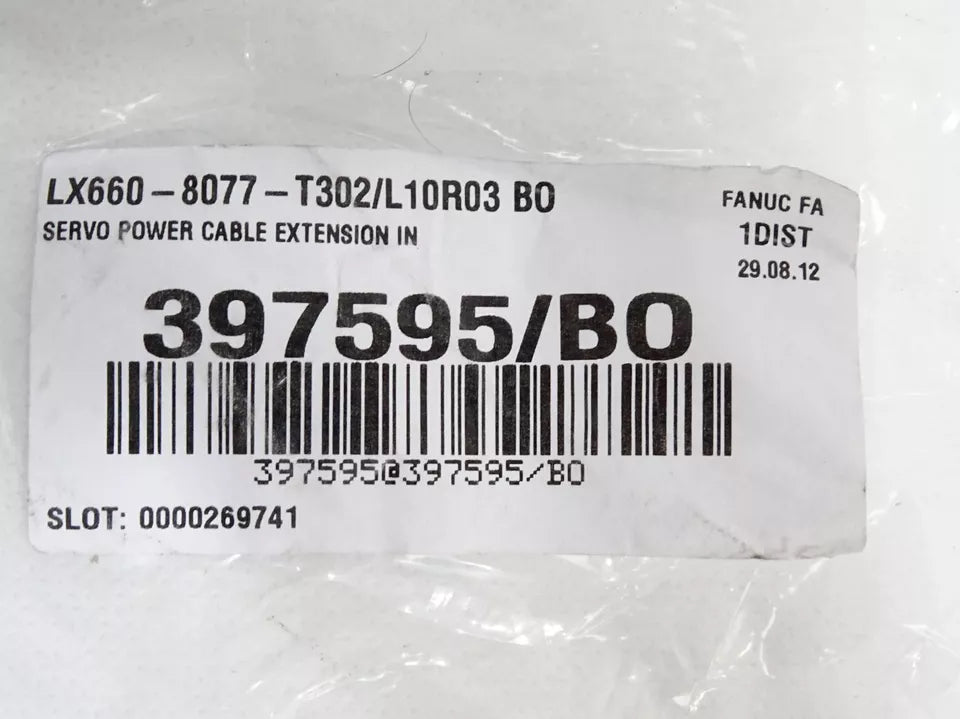 LX660-8077-T302/L10R03 BO
SERVO POWER CABLE EXTENSION IN
FANUC FA
1DIST
29.08.12
397595/BO
397595@397595/BO
SLOT: 0000269741